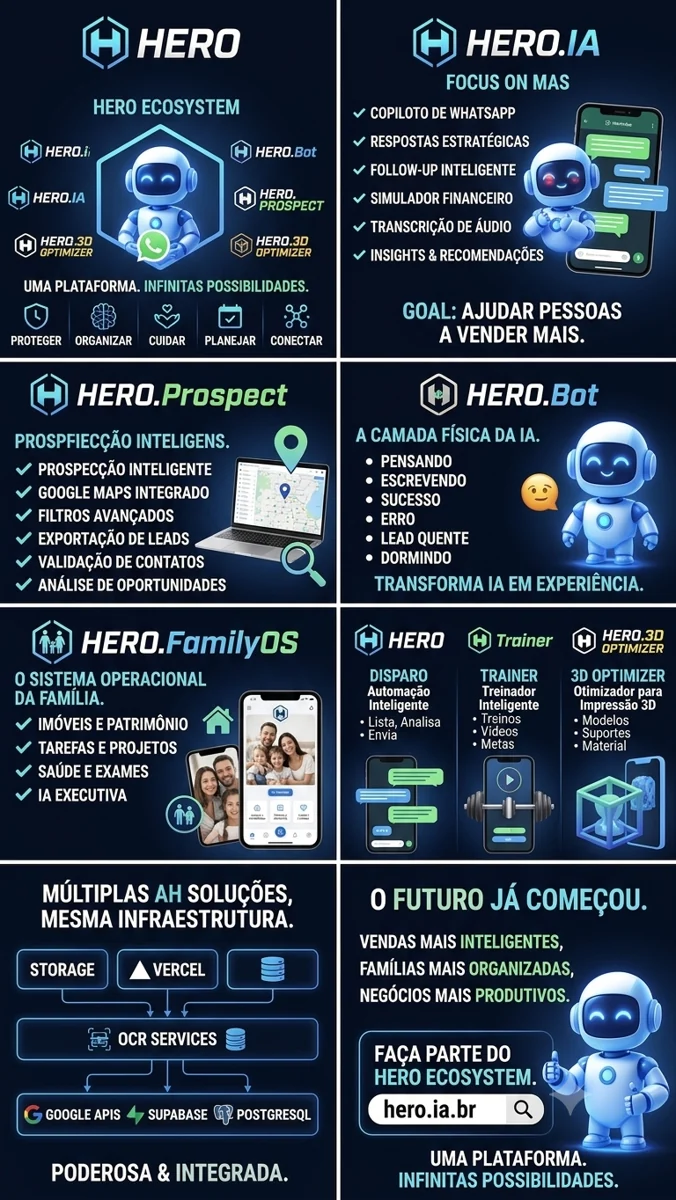 HERO
HERO ECOSYSTEM
HERO.i
HERO.Bot
HERO.IA
HERO.
PROSPECT
HERO.3D
OPTIMIZER
HERO.3D
OPTIMIZER
UMA PLATAFORMA. INFINITAS POSSIBILIDADES.
PROTEGER
ORGANIZAR
CUIDAR
PLANEJAR
CONECTAR
HERO.IA
FOCUS ON MAS
COPILOTO DE WHATSAPP
RESPOSTAS ESTRATÉGICAS
FOLLOW-UP INTELIGENTE
SIMULADOR FINANCEIRO
TRANSCRIÇÃO DE ÁUDIO
INSIGHTS & RECOMENDAÇÕES
GOAL: AJUDAR PESSOAS
A VENDER MAIS.
HERO.Prospect
PROSPFIECÇÃO INTELIGENS.
PROSPECÇÃO INTELIGENTE
GOOGLE MAPS INTEGRADO
FILTROS AVANÇADOS
EXPORTAÇÃO DE LEADS
VALIDAÇÃO DE CONTATOS
ANÁLISE DE OPORTUNIDADES
HERO.Bot
A CAMADA FÍSICA DA IA.
• PENSANDO
• ESCREVENDO
• SUCESSO
• ERRO
• LEAD QUENTE
• DORMINDO
TRANSFORMA IA EM EXPERIÊNCIA.
HERO.FamilyOS
O SISTEMA OPERACIONAL
DA FAMÍLIA.
IMÓVEIS E PATRIMÔNIO
TAREFAS E PROJETOS
SAÚDE E EXAMES
IA EXECUTIVA
HERO
DISPARO
Automação
Inteligente
• Lista, Analisa
• Envia
Trainer
TRAINER
Treinador
Inteligente
• Treinos
• Vídeos
• Metas
HERO.3D
OPTIMIZER
3D OPTIMIZER
Otimizador para
Impressão 3D
• Modelos
• Suportes
• Material
MÚLTIPLAS AH SOLUÇÕES,
MESMA INFRAESTRUTURA.
STORAGE
VERCEL
OCR SERVICES
GOOGLE APIS
SUPABASE
POSTGRESQL
PODEROSA & INTEGRADA.
O FUTURO JÁ COMEÇOU.
VENDAS MAIS INTELIGENTES,
FAMÍLIAS MAIS ORGANIZADAS,
NEGÓCIOS MAIS PRODUTIVOS.
FAÇA PARTE DO
HERO ECOSYSTEM.
hero.ia.br
UMA PLATAFORMA.
INFINITAS POSSIBILIDADES.